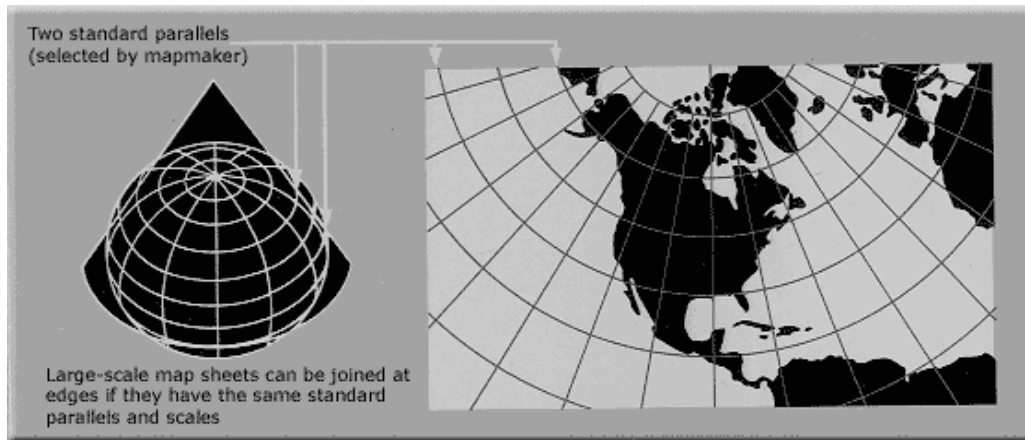 Two standard parallels
(selected by mapmaker)
Large-scale map sheets can be joined at
edges if they have the same standard
parallels and scales